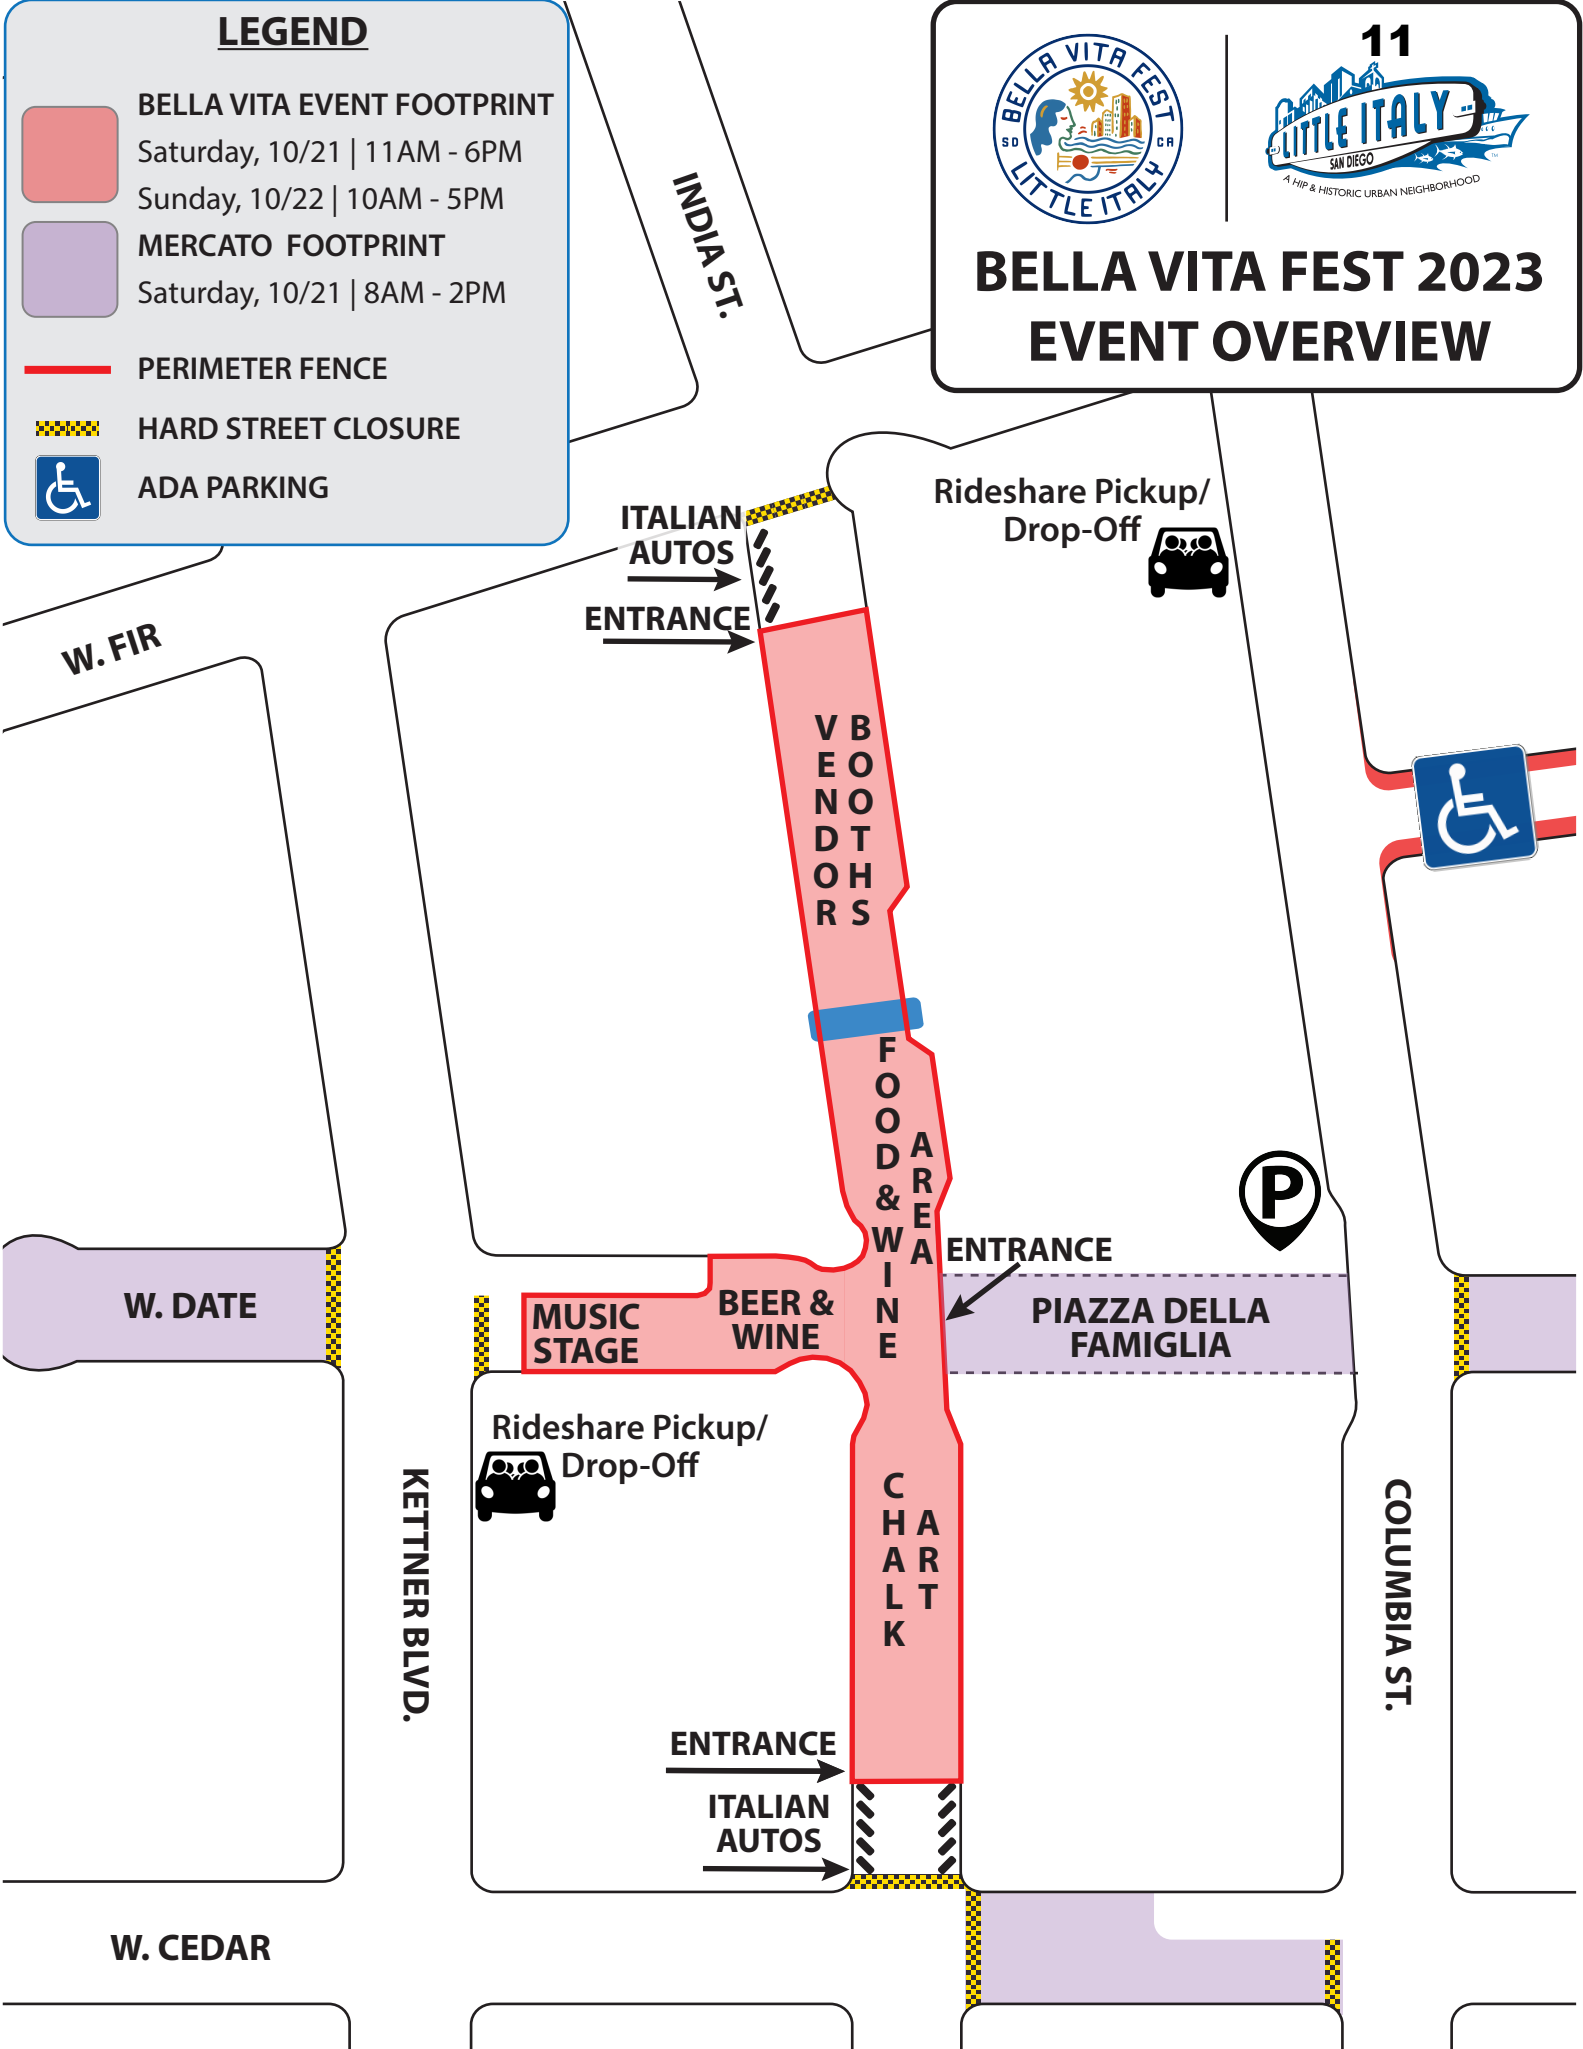 LEGEND
BELLA VITA EVENT FOOTPRINT
Saturday, 10/21 | 11AM - 6PM
Sunday, 10/22 | 10AM - 5PM
MERCATO FOOTPRINT
Saturday, 10/21 | 8AM - 2PM
PERIMETER FENCE
HARD STREET CLOSURE
ADA PARKING
BELLA VITA FEST
SD CA
LITTLE ITALY
11
LITTLE ITALY
SAN DIEGO
A HIP & HISTORIC URBAN NEIGHBORHOOD
BELLA VITA FEST 2023
EVENT OVERVIEW
INDIA ST.
Rideshare Pickup/
Drop-Off
ITALIAN
AUTOS
ENTRANCE
W. FIR
VENDOR
BOOTHS
FOOD & WINE
AREA
P
ENTRANCE
W. DATE
MUSIC
STAGE
BEER &
WINE
PIAZZA DELLA
FAMIGLIA
Rideshare Pickup/
Drop-Off
KETTNER BLVD.
CHALK
ART
COLUMBIA ST.
ENTRANCE
ITALIAN
AUTOS
W. CEDAR